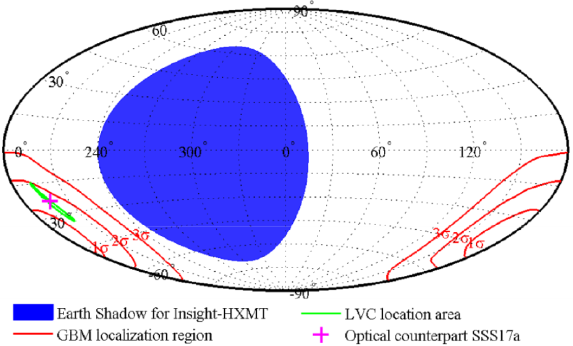 90°
60°
30°
0° 240° 300° 0° 60° 120°
30°
1σ 2σ 3σ
3σ 2σ 1σ
-60°
-90°
Earth Shadow for Insight-HXMT
LVC location area
GBM localization region
Optical counterpart SSS17a